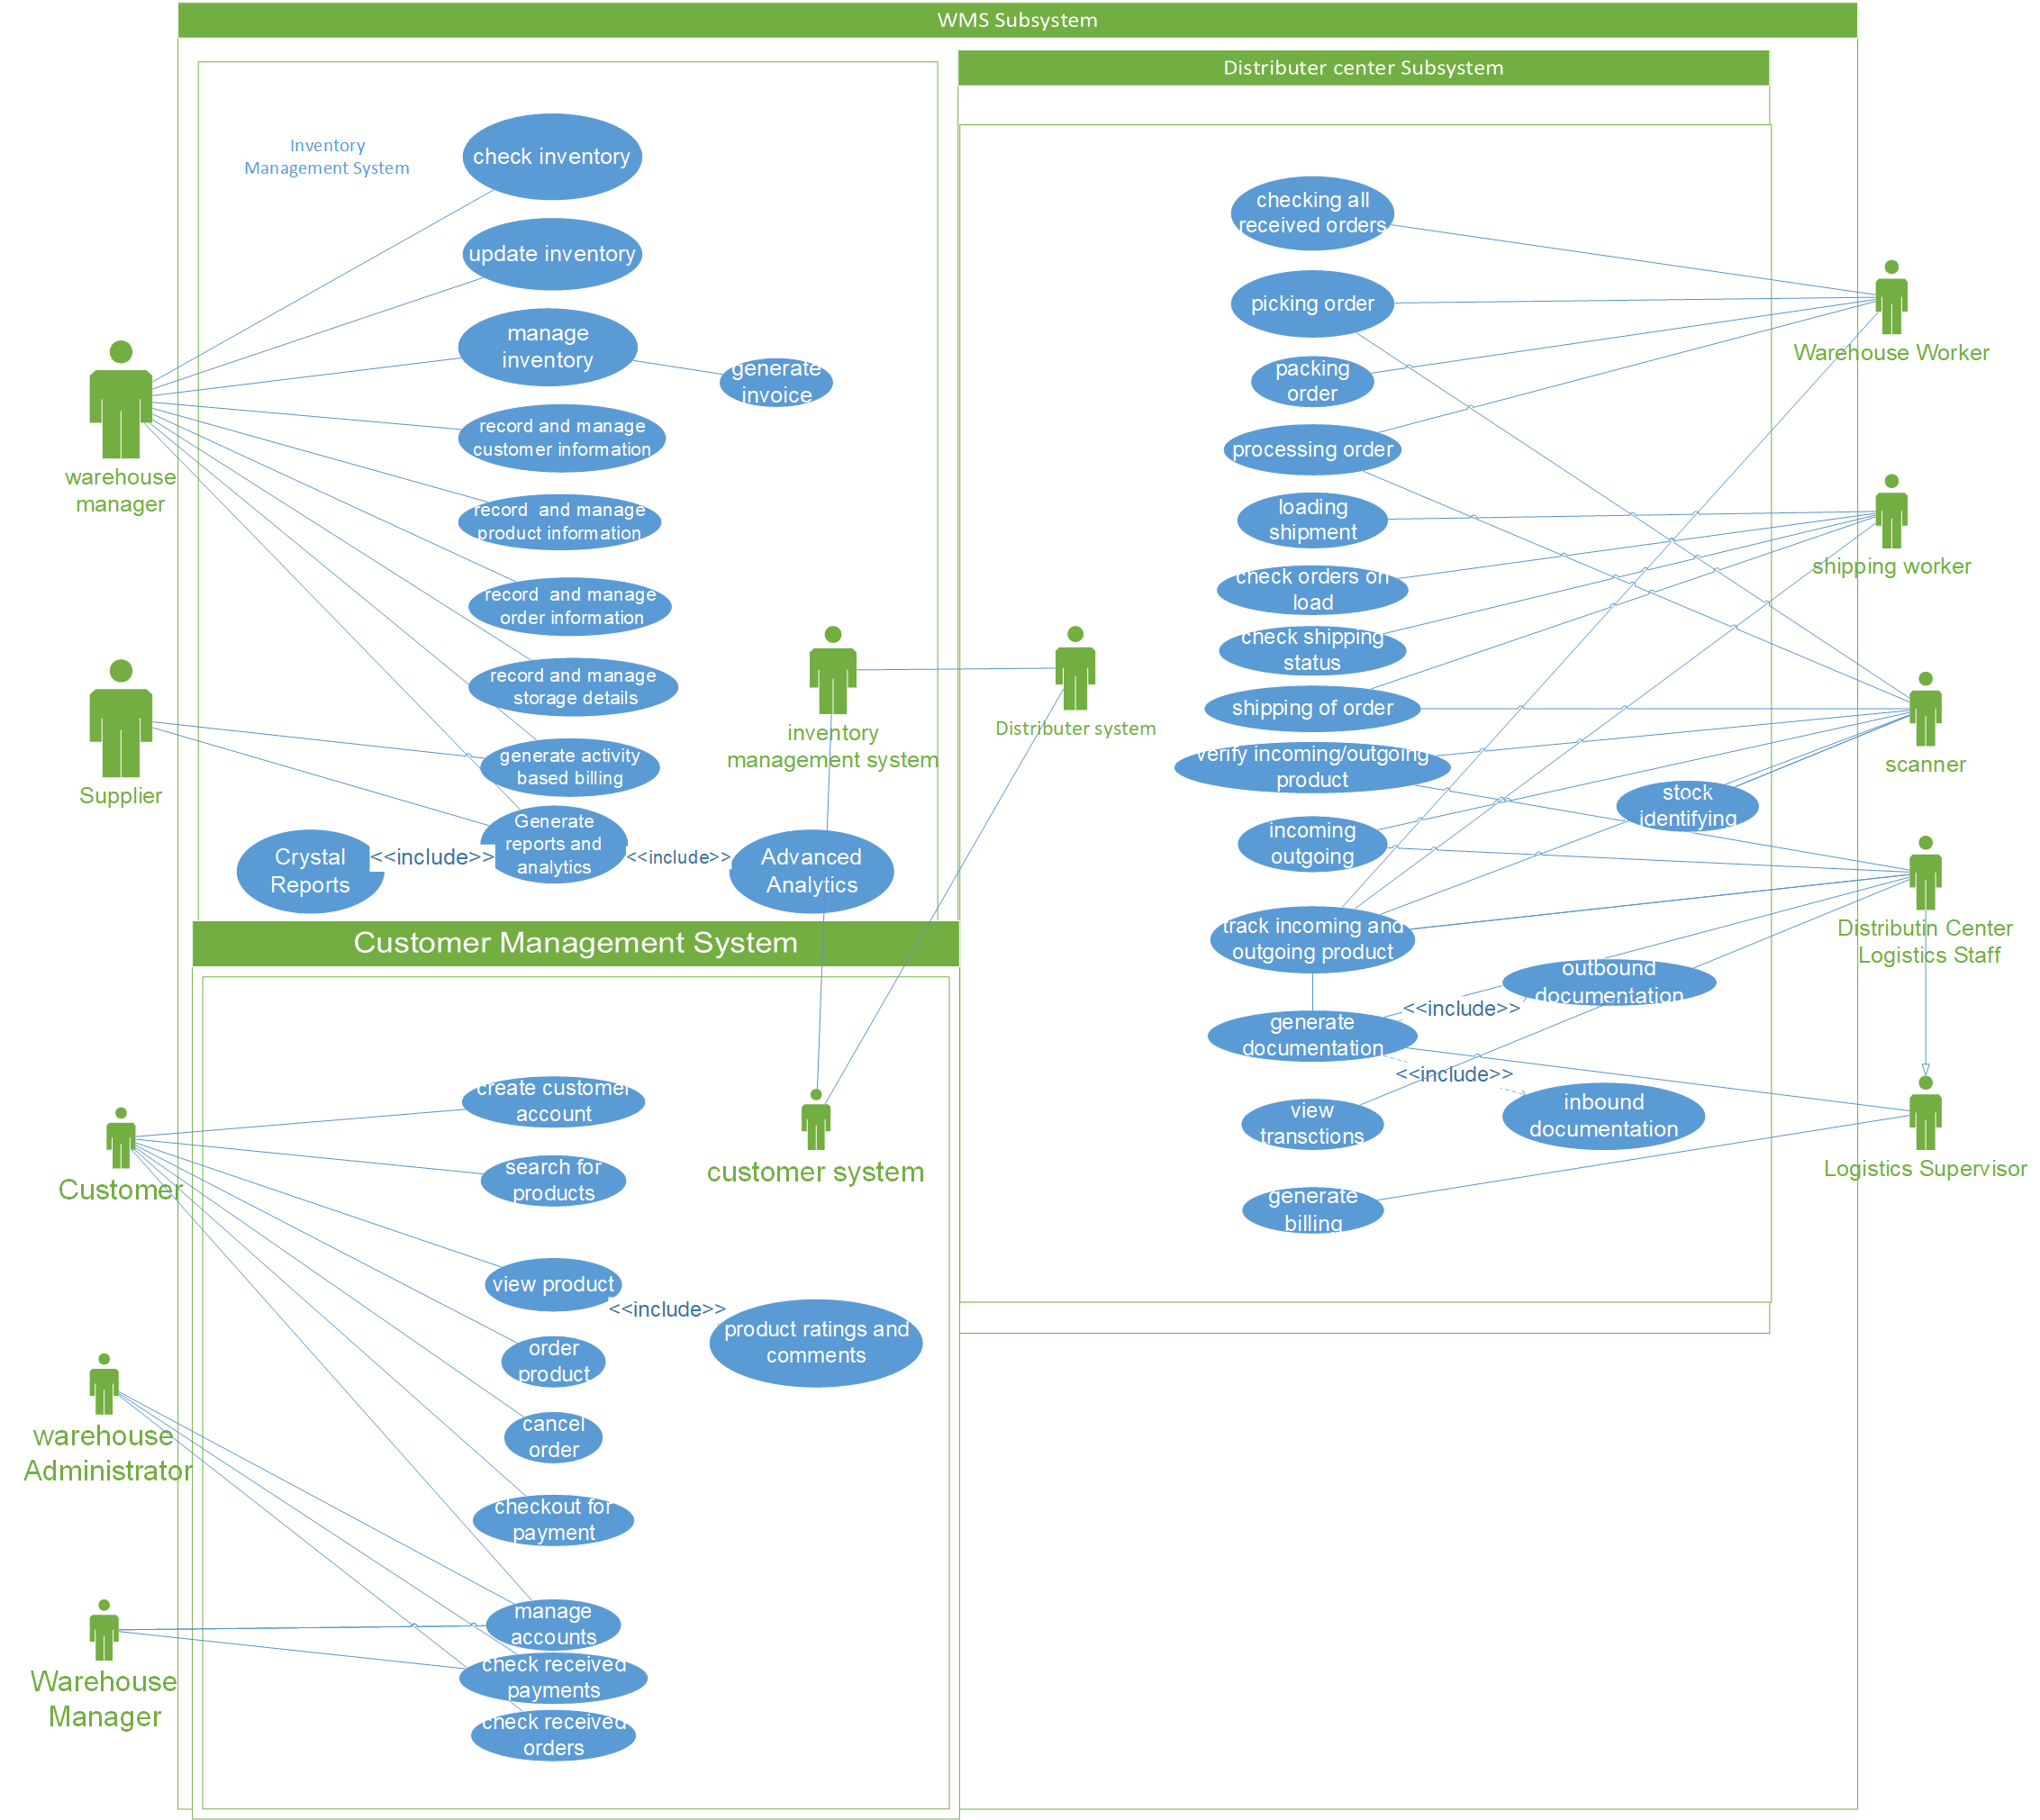 WMS Subsystem
Distributer center Subsystem
Inventory
Management System
check inventory
update inventory
manage
inventory
generate
invoice
record and manage
customer information
record  and manage
product information
record  and manage
order information
record and manage
storage details
generate activity
based billing
Generate
reports and
analytics
Crystal
Reports
<<include>>
<<include>>
Advanced
Analytics
warehouse
manager
Supplier
inventory
management system
Distributer system
checking all
received orders
picking order
packing
order
processing order
loading
shipment
check orders on
load
check shipping
status
shipping of order
verify incoming/outgoing
product
stock
identifying
incoming
outgoing
track incoming and
outgoing product
outbound
documentation
<<include>>
generate
documentation
<<include>>
inbound
documentation
view
transctions
generate
billing
Warehouse Worker
shipping worker
scanner
Distributin Center
Logistics Staff
Logistics Supervisor
Customer Management System
create customer
account
search for
products
view product
<<include>>
product ratings and
comments
order
product
cancel
order
checkout for
payment
manage
accounts
check received
payments
check received
orders
customer system
Customer
warehouse
Administrator
Warehouse
Manager